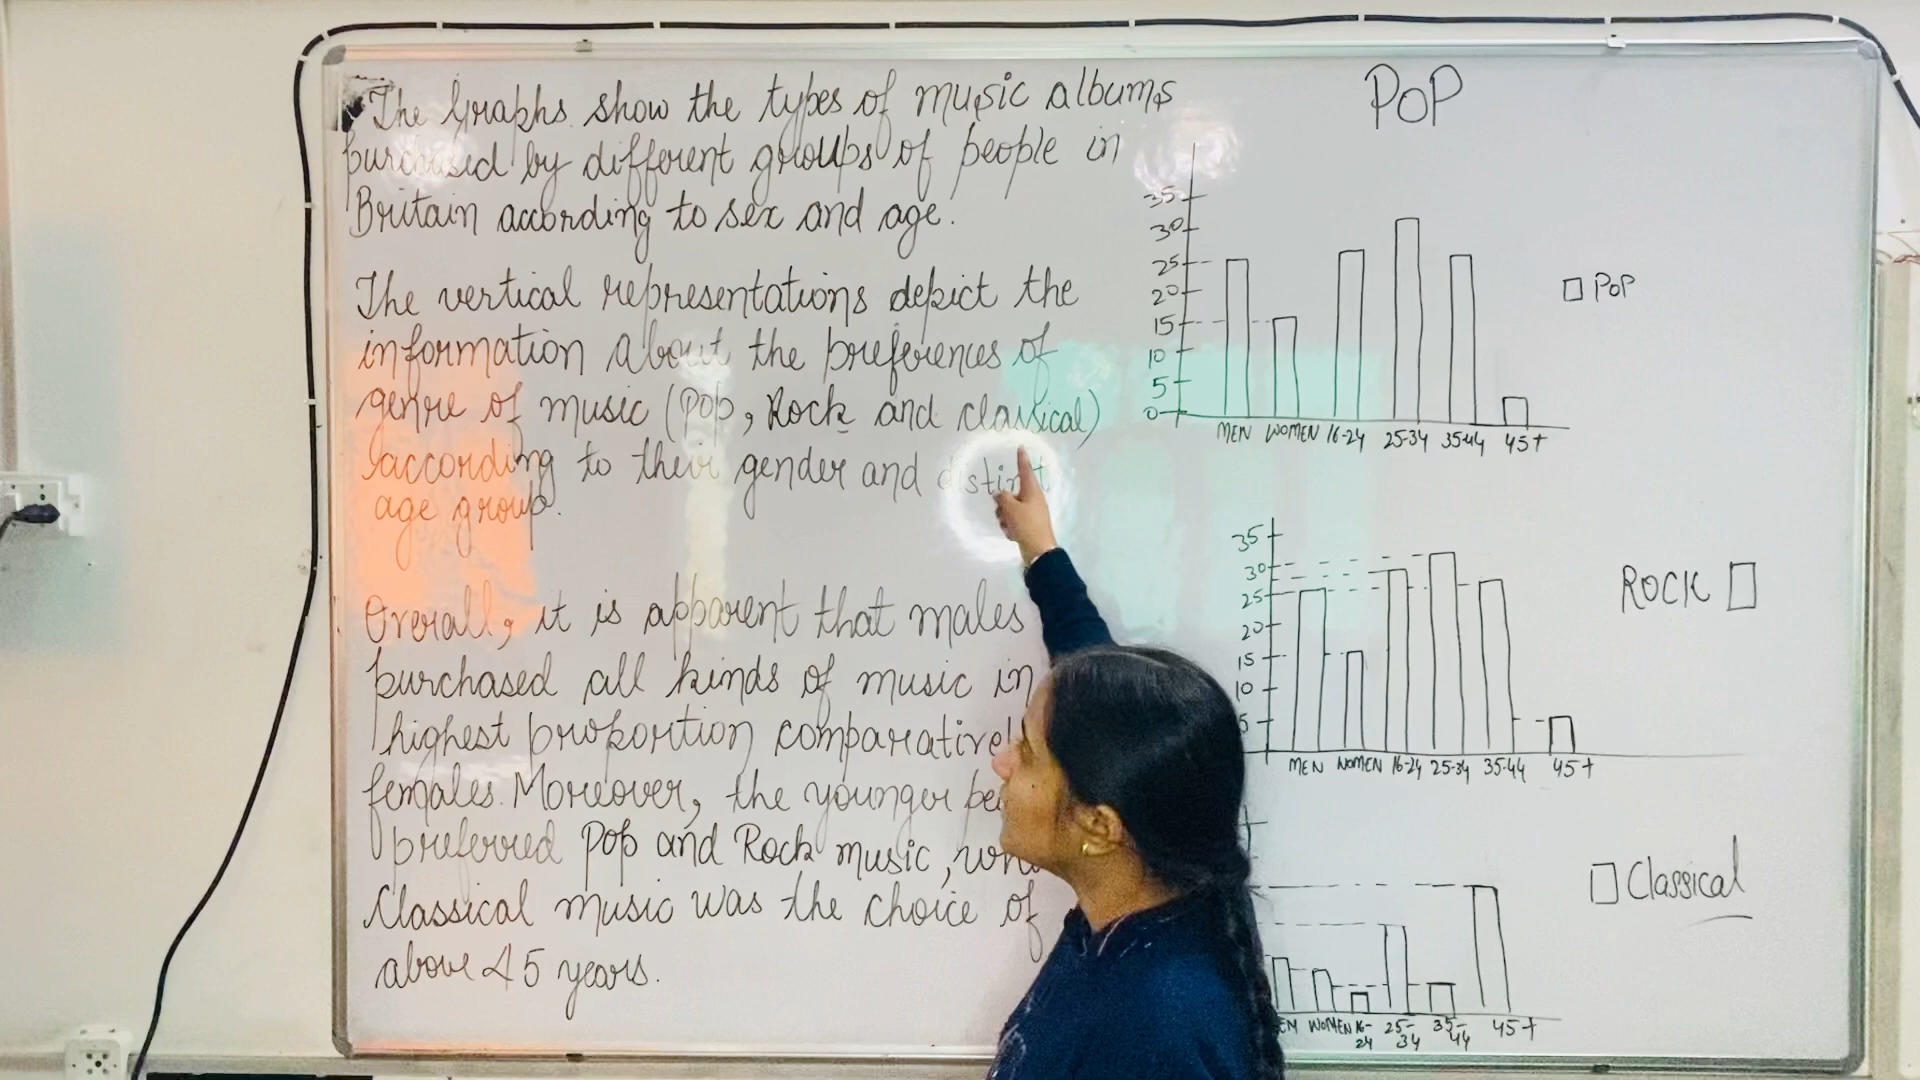 The Graphs show the types of music albums
purchased by different groups of people in
Britain according to sex and age.
The vertical representations depict the
information about the preferences of
genre of music (Pop, Rock and classical)
according to their gender and distinct
age group.
Overall, it is apparent that males
purchased all kinds of music in
highest proportion comparatively
females. Moreover, the younger
preferred Pop and Rock music,
Classical music was the choice of
above 45 years.
POP
35
30
25
20
15
10
5
0
MEN WOMEN 16-24 25-34 35-44 45+
POP
35
30
25
20
15
10
5
MEN WOMEN 16-24 25-34 35-44 45+
ROCK
Classical
WOMEN 16-24 25-34 35-44 45+